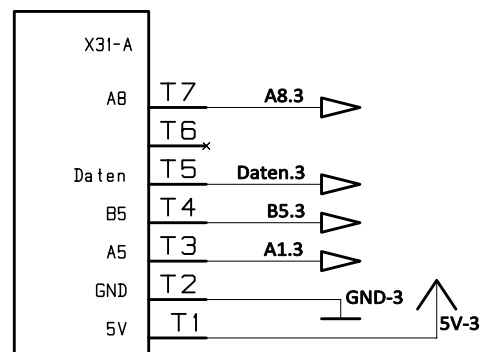 X31-A
A8 T7 A8.3
T6
Daten T5 Daten.3
B5 T4 B5.3
A5 T3 A1.3
GND T2 GND-3
5V T1 5V-3